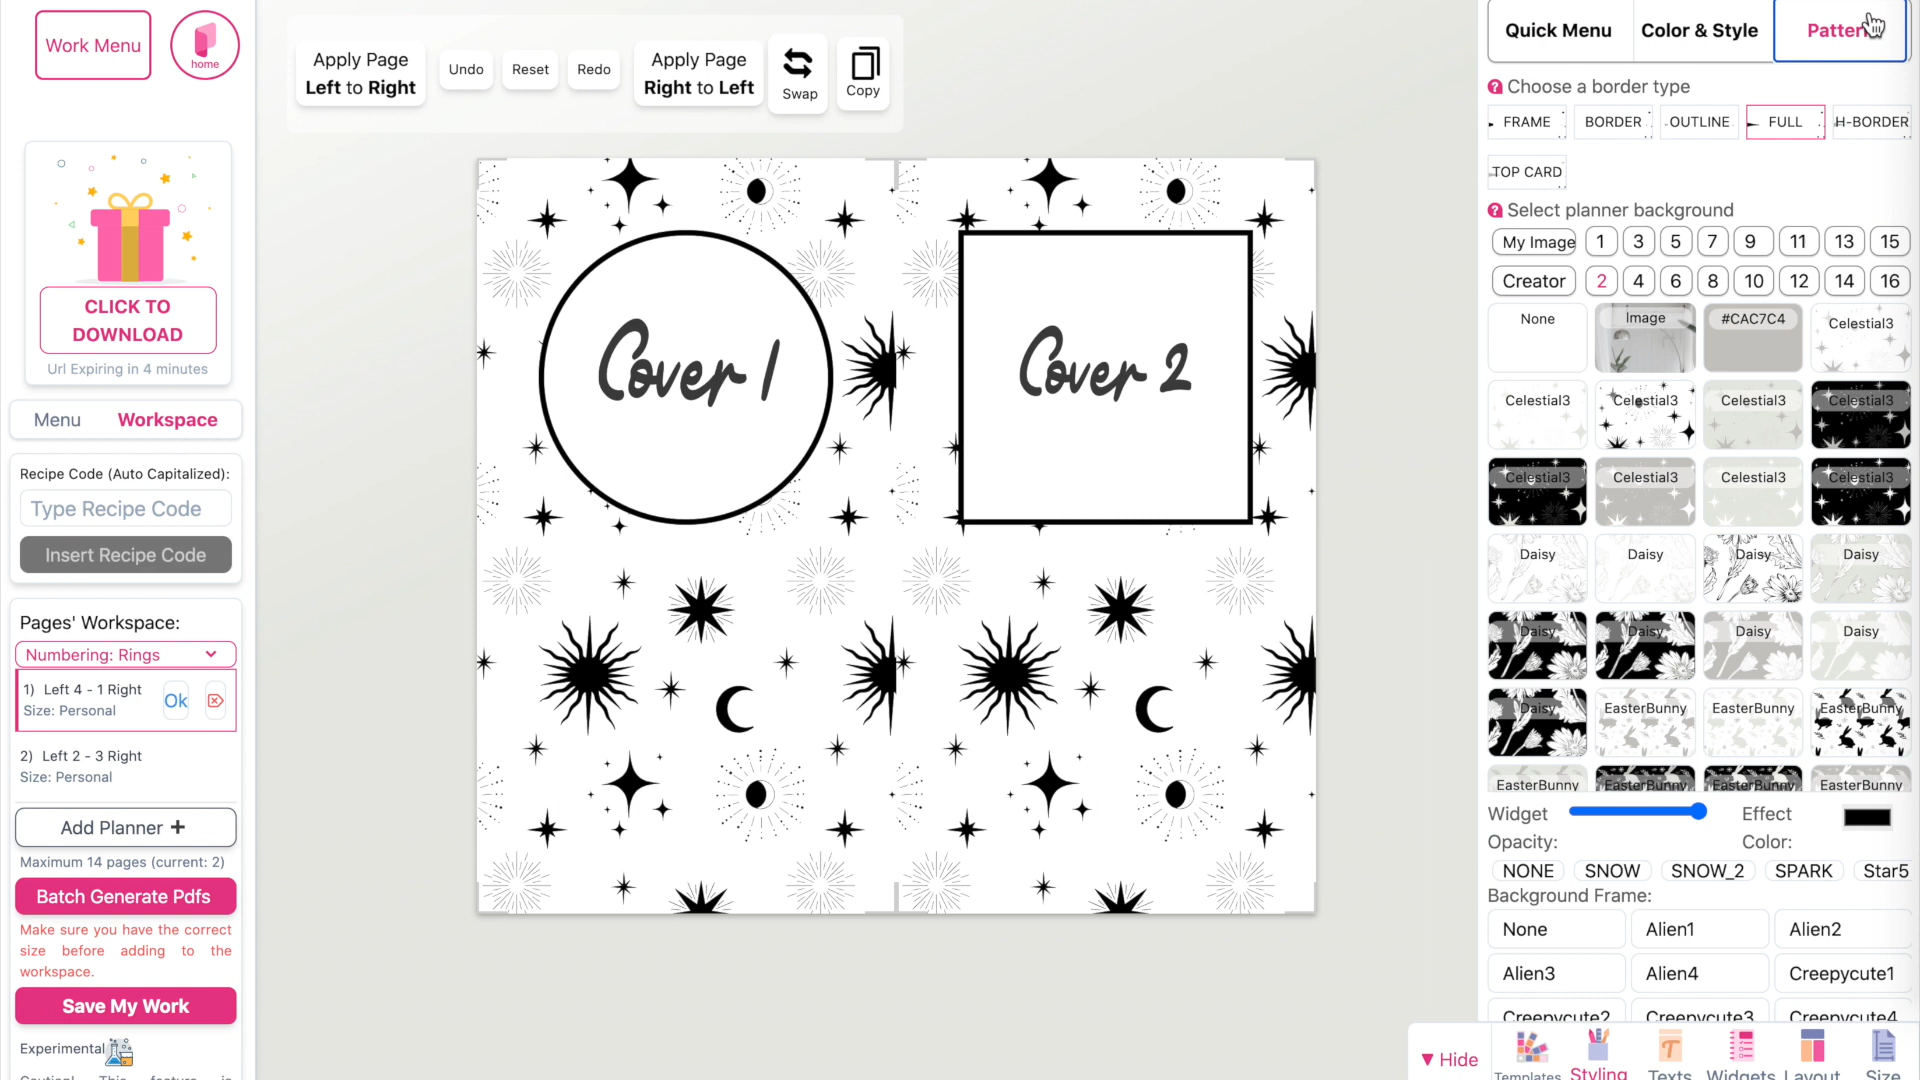 Work Menu
home
CLICK TO
DOWNLOAD
Url Expiring in 4 minutes
Menu
Workspace
Recipe Code (Auto Capitalized):
Type Recipe Code
Insert Recipe Code
Pages' Workspace:
Numbering: Rings
1) Left 4 - 1 Right
Size: Personal
Ok
2) Left 2 - 3 Right
Size: Personal
Add Planner +
Maximum 14 pages (current: 2)
Batch Generate Pdfs
Make sure you have the correct
size before adding to the
workspace.
Save My Work
Experimental
Apply Page
Left to Right
Undo
Reset
Redo
Apply Page
Right to Left
Swap
Copy
Cover 1
Cover 2
Quick Menu
Color & Style
Pattern
? Choose a border type
FRAME
BORDER
OUTLINE
FULL
H-BORDER
TOP CARD
? Select planner background
My Image 1 3 5 7 9 11 13 15
Creator 2 4 6 8 10 12 14 16
None Image #CAC7C4 Celestial3
Celestial3 Celestial3 Celestial3 Celestial3
Celestial3 Celestial3 Celestial3 Celestial3
Daisy Daisy Daisy Daisy
Daisy Daisy Daisy Daisy
Daisy EasterBunny EasterBunny EasterBunny
EasterBunny EasterBunny EasterBunny EasterBunny
Widget
Opacity:
Effect
Color:
NONE SNOW SNOW_2 SPARK Star5
Background Frame:
None Alien1 Alien2
Alien3 Alien4 Creepycute1
Creepycute2 Creepycute3 Creepycute4
▼ Hide
Templates Styling Texts Widgets Layout Size